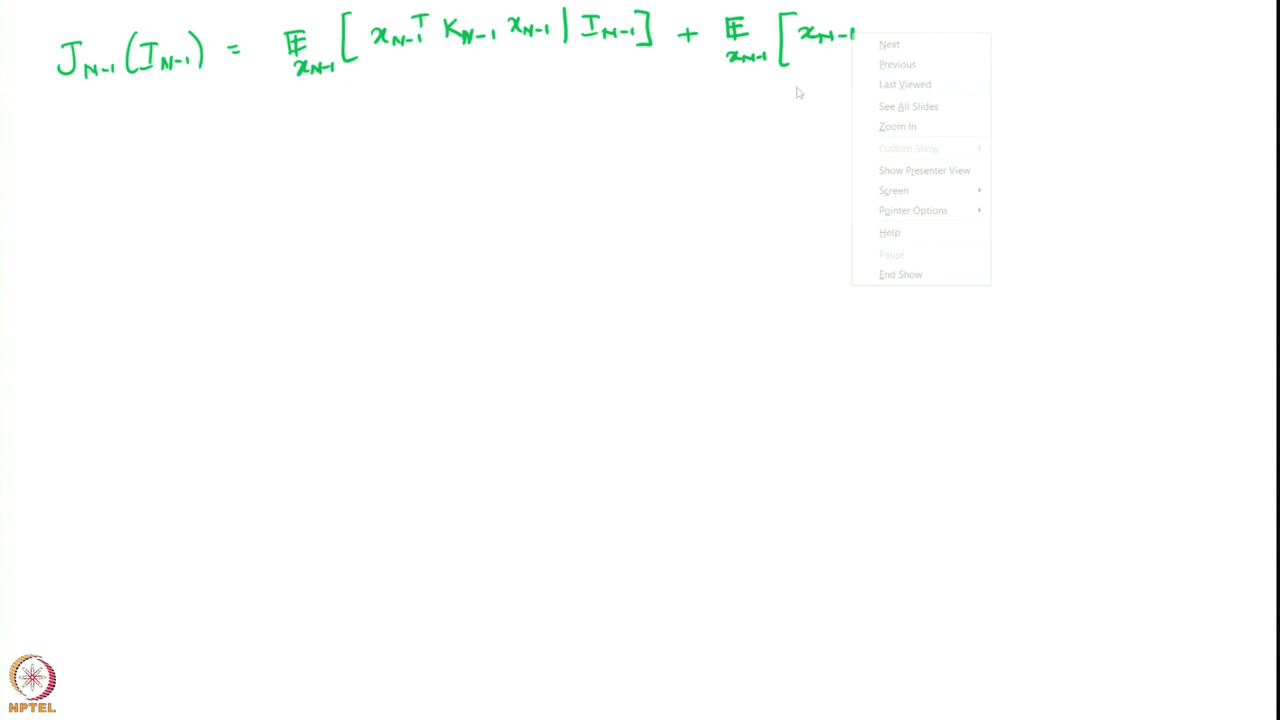 J_{N-1}(I_{N-1}) = 𝔼_{x_{N-1}} [ x_{N-1}^T K_{N-1} x_{N-1} | I_{N-1} ] + 𝔼_{x_{N-1}} [ x_{N-1}
Next
Previous
Last Viewed
See All Slides
Zoom In
Custom Show
Show Presenter View
Screen
Pointer Options
Help
Pause
End Show
NPTEL